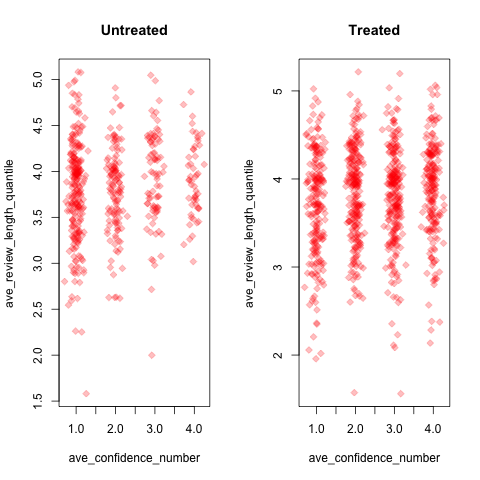 Untreated
ave_review_length_quantile
5.0
4.5
4.0
3.5
3.0
2.5
2.0
1.5
1.0 2.0 3.0 4.0
ave_confidence_number
Treated
ave_review_length_quantile
5
4
3
2
1.0 2.0 3.0 4.0
ave_confidence_number